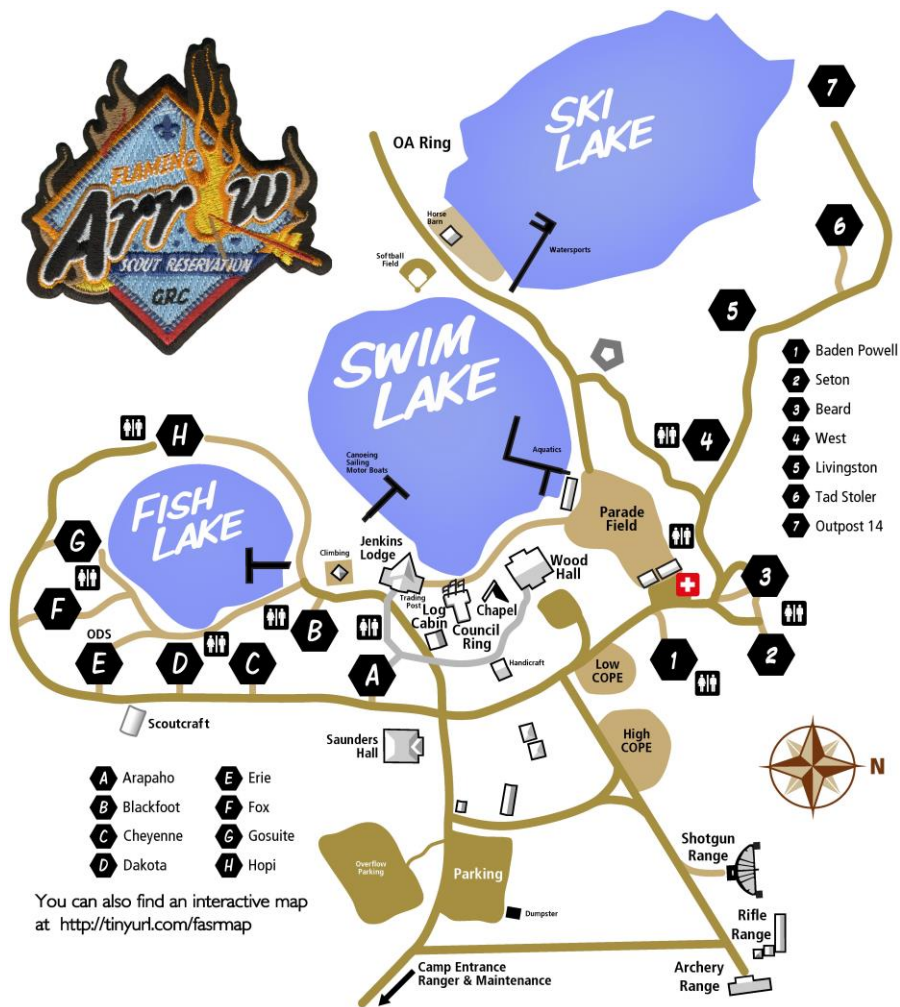 FLAMING
Arrow
SCOUT RESERVATION
GRC
SKI
LAKE
7
OA Ring
Horse
Barn
Watersports
6
Softball
Field
5
SWIM
LAKE
1 Baden Powell
2 Seton
3 Beard
4 West
5 Livingston
6 Tad Stoler
7 Outpost 14
H
4
Canoeing
Sailing
Motor Boats
Aquatics
FISH
LAKE
Parade
Field
G
Jenkins
Lodge
Wood
Hall
Climbing
Trading
Post
3
F
B
Log
Cabin
Chapel
Council
Ring
ODS
E
D
C
A
Handicraft
Low
COPE
1
2
Scoutcraft
Saunders
Hall
High
COPE
N
A Arapaho
B Blackfoot
C Cheyenne
D Dakota
E Erie
F Fox
G Gosuite
H Hopi
Shotgun
Range
Overflow
Parking
Parking
You can also find an interactive map
at http://tinyurl.com/fasrmap
Dumpster
Rifle
Range
Camp Entrance
Ranger & Maintenance
Archery
Range